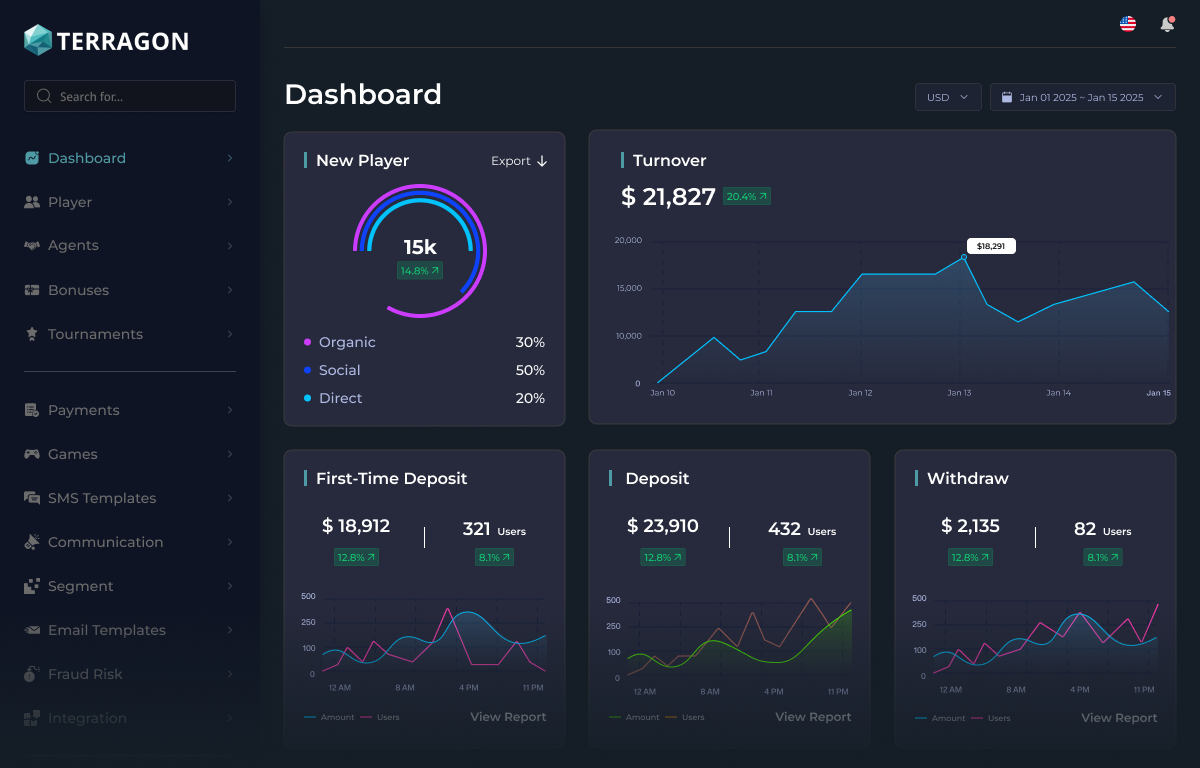 TERRAGON
Search for...
Dashboard
Player
Agents
Bonuses
Tournaments
Payments
Games
SMS Templates
Communication
Segment
Email Templates
Fraud Risk
Integration
Dashboard
USD
Jan 01 2025 – Jan 15 2025
New Player
Export
15k
14.8%
Organic 30%
Social 50%
Direct 20%
Turnover
$ 21,827 20.4%
$18,291
20,000
15,000
10,000
0
Jan 10 Jan 11 Jan 12 Jan 13 Jan 14 Jan 15
First-Time Deposit
$ 18,912 321 Users
12.8% 8.1%
500
250
100
0
12 AM 8 AM 4 PM 11 PM
Amount Users View Report
Deposit
$ 23,910 432 Users
12.8% 8.1%
500
250
100
0
12 AM 8 AM 4 PM 11 PM
Amount Users View Report
Withdraw
$ 2,135 82 Users
12.8% 8.1%
500
250
100
0
12 AM 8 AM 4 PM 11 PM
Amount Users View Report